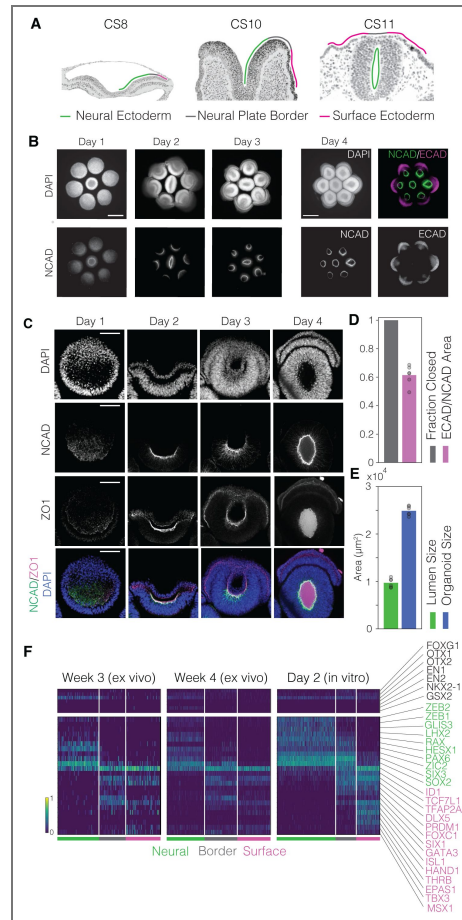 A
CS8 CS10 CS11
Neural Ectoderm Neural Plate Border Surface Ectoderm
B
Day 1 Day 2 Day 3 Day 4
DAPI
DAPI
NCAD/ECAD
NCAD
NCAD
ECAD
C
Day 1 Day 2 Day 3 Day 4
DAPI
NCAD
ZO1
NCAD/ZO1
DAPI
D
1
0.8
0.6
0.4
0.2
0
Fraction Closed
ECAD/NCAD Area
E
x10⁴
3
2
1
0
Area (µm²)
Lumen Size
Organoid Size
F
Week 3 (ex vivo) Week 4 (ex vivo) Day 2 (in vitro)
1
0
Neural Border Surface
FOXG1
OTX1
OTX2
EN1
EN2
NKX2-1
GSX2
ZEB2
ZEB1
GLIS3
LHX2
RAX
HESX1
PAX6
ZIC2
SIX3
SOX2
ID1
TCF7L1
TFAP2A
DLX5
PRDM1
FOXC1
SIX1
GATA3
ISL1
HAND1
THRB
EPAS1
TBX3
MSX1